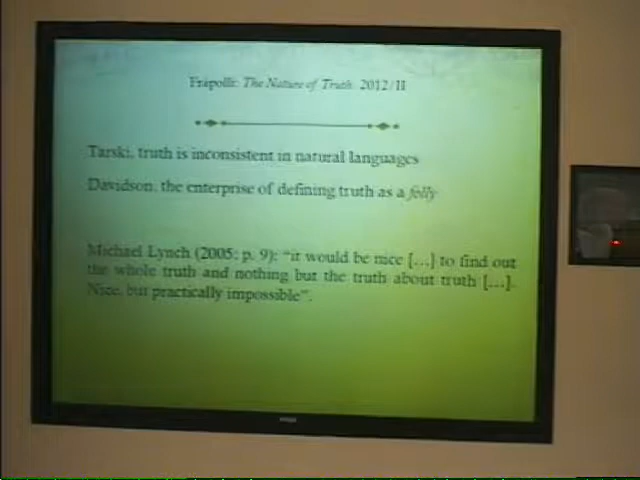 Frápolli: The Nature of Truth. 2012/II
Tarski, truth is inconsistent in natural languages
Davidson, the enterprise of defining truth as a folly
Michael Lynch (2005: p. 9): “it would be nice […] to find out
the whole truth and nothing but the truth about truth […].
Nice, but practically impossible”.